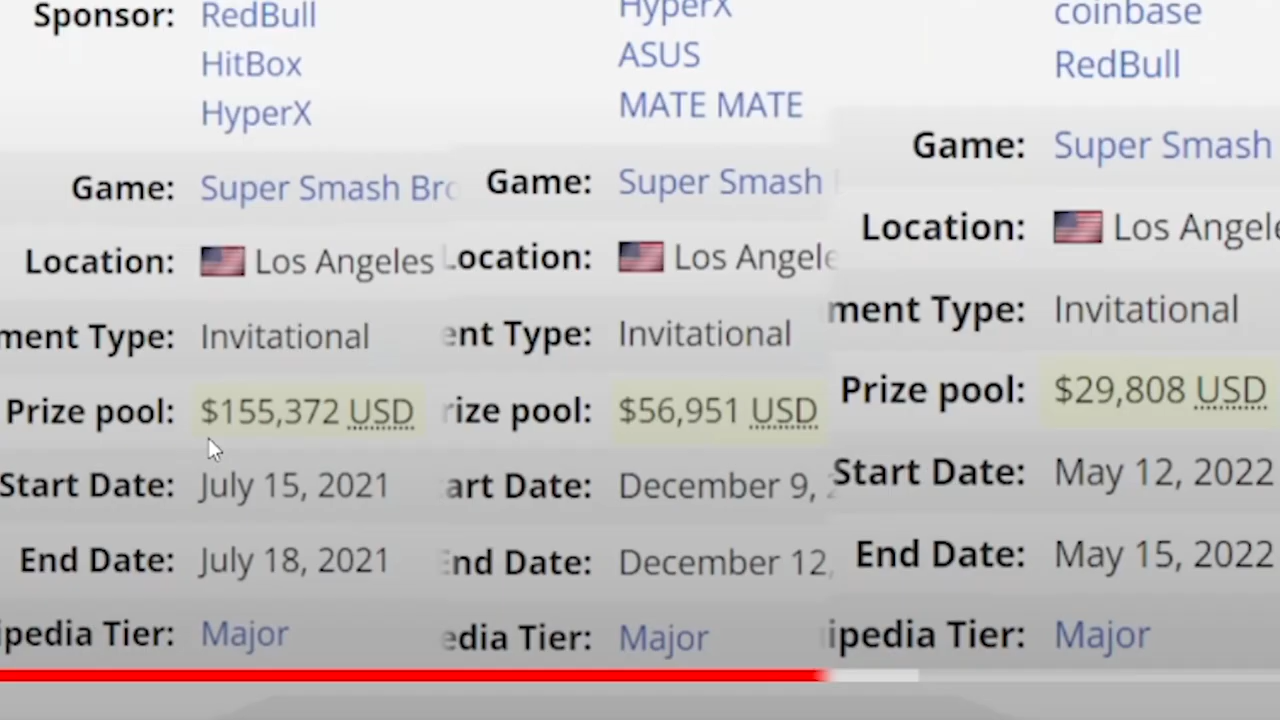 Sponsor: RedBull
HitBox
HyperX
Game: Super Smash Bro
Location: Los Angeles
ment Type: Invitational
Prize pool: $155,372 USD
Start Date: July 15, 2021
End Date: July 18, 2021
ipedia Tier: Major
HyperX
ASUS
MATE MATE
Game: Super Smash
Location: Los Angele
ent Type: Invitational
rize pool: $56,951 USD
art Date: December 9,
End Date: December 12,
edia Tier: Major
coinbase
RedBull
Game: Super Smash
Location: Los Angele
ment Type: Invitational
Prize pool: $29,808 USD
Start Date: May 12, 2022
End Date: May 15, 2022
ipedia Tier: Major